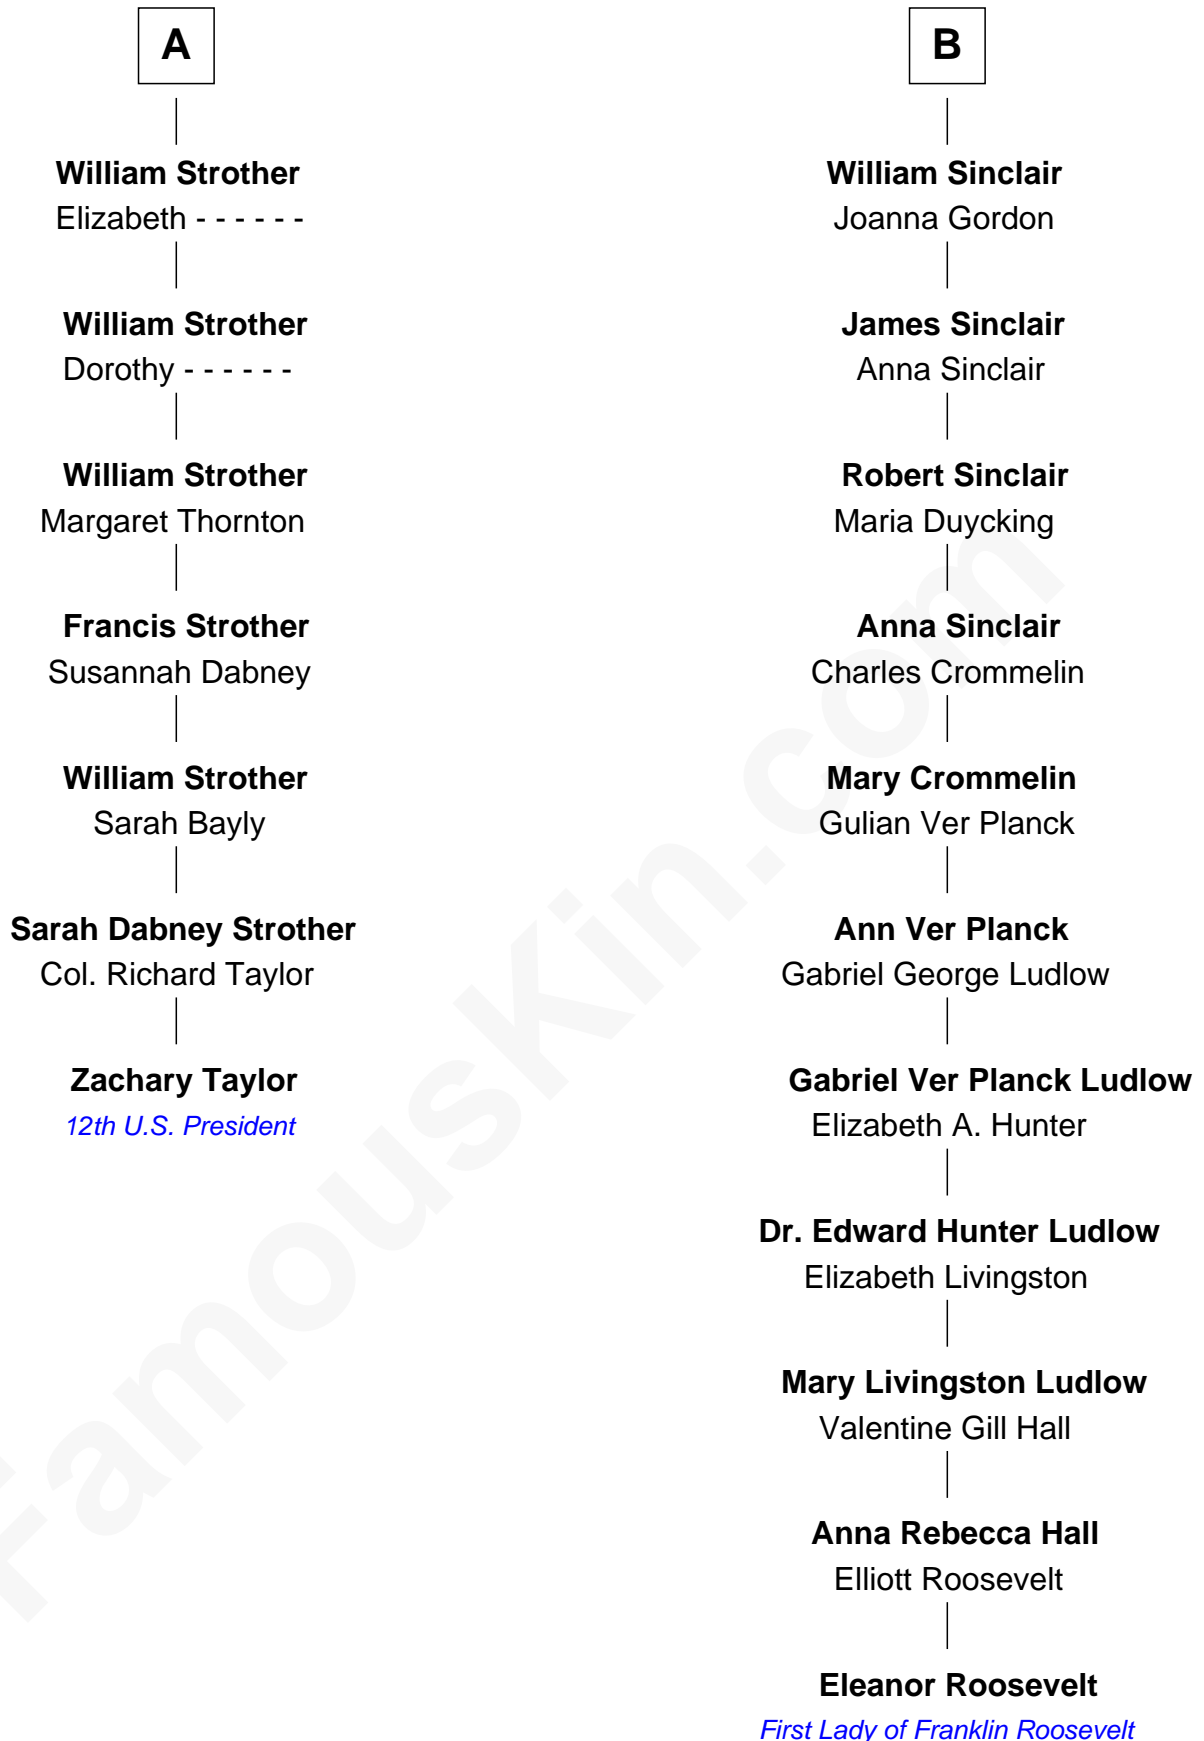 A
William Strother
Elizabeth - - - - - -
William Strother
Dorothy - - - - - -
William Strother
Margaret Thornton
Francis Strother
Susannah Dabney
William Strother
Sarah Bayly
Sarah Dabney Strother
Col. Richard Taylor
Zachary Taylor
12th U.S. President
B
William Sinclair
Joanna Gordon
James Sinclair
Anna Sinclair
Robert Sinclair
Maria Duycking
Anna Sinclair
Charles Crommelin
Mary Crommelin
Gulian Ver Planck
Ann Ver Planck
Gabriel George Ludlow
Gabriel Ver Planck Ludlow
Elizabeth A. Hunter
Dr. Edward Hunter Ludlow
Elizabeth Livingston
Mary Livingston Ludlow
Valentine Gill Hall
Anna Rebecca Hall
Elliott Roosevelt
Eleanor Roosevelt
First Lady of Franklin Roosevelt
FamousKin.com